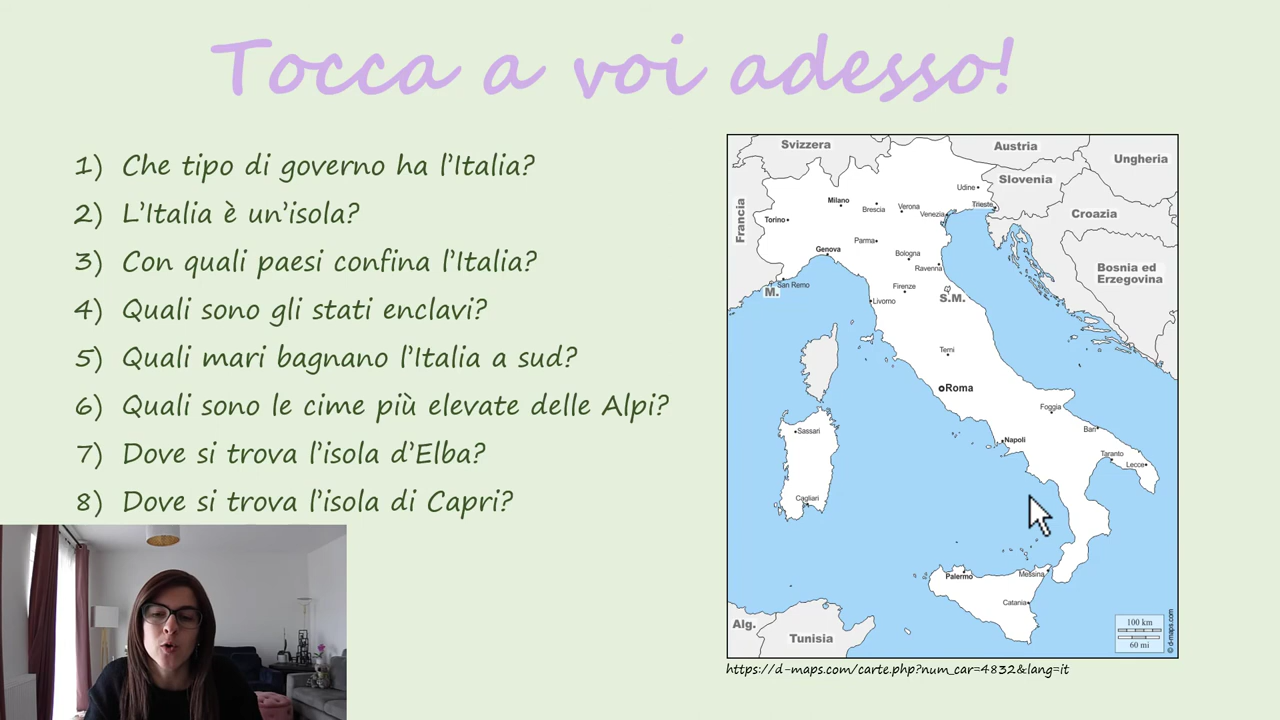 Tocca a voi adesso!
1) Che tipo di governo ha l'Italia?
2) L'Italia è un'isola?
3) Con quali paesi confina l'Italia?
4) Quali sono gli stati enclavi?
5) Quali mari bagnano l'Italia a sud?
6) Quali sono le cime più elevate delle Alpi?
7) Dove si trova l'isola d'Elba?
8) Dove si trova l'isola di Capri?
Svizzera
Austria
Ungheria
Slovenia
Udine
Francia
Milano
Brescia
Verona
Venezia
Trieste
Torino
Croazia
Parma
Genova
Bologna
Ravenna
Bosnia ed
Erzegovina
San Remo
M.
Firenze
S.M.
Livorno
Terni
Roma
Foggia
Sassari
Napoli
Bari
Taranto
Lecce
Cagliari
Palermo
Messina
Catania
Alg.
Tunisia
100 km
60 mi
© d-maps.com
https://d-maps.com/carte.php?num_car=4832&lang=it